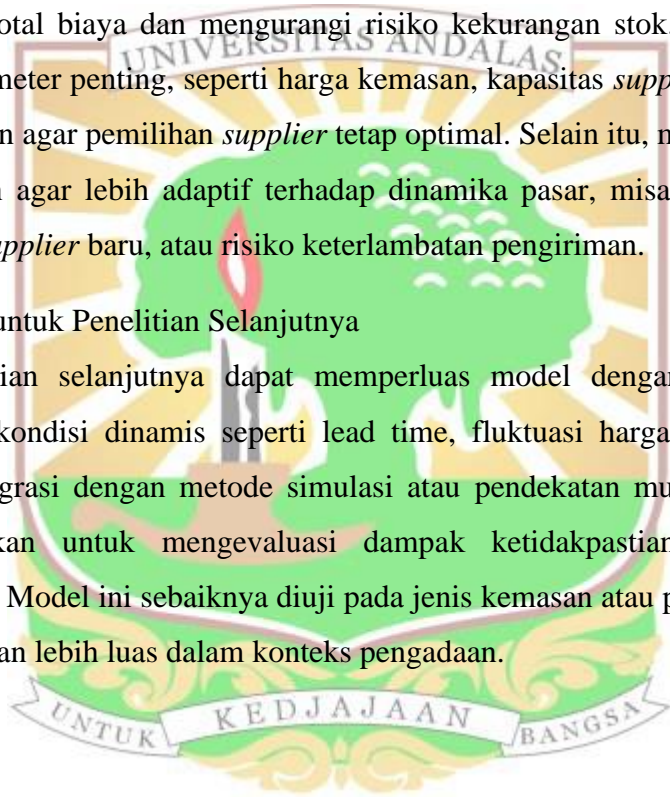 otal biaya dan mengurangi risiko kekurangan stok.
UNIVERSITAS ANDALAS
meter penting, seperti harga kemasan, kapasitas supp
n agar pemilihan supplier tetap optimal. Selain itu, m
agar lebih adaptif terhadap dinamika pasar, misa
pplier baru, atau risiko keterlambatan pengiriman.
untuk Penelitian Selanjutnya
ian selanjutnya dapat memperluas model dengan
kondisi dinamis seperti lead time, fluktuasi harga
grasi dengan metode simulasi atau pendekatan mu
kan untuk mengevaluasi dampak ketidakpastian
Model ini sebaiknya diuji pada jenis kemasan atau p
an lebih luas dalam konteks pengadaan.
UNTUK KEDJAJAAN BANGSA